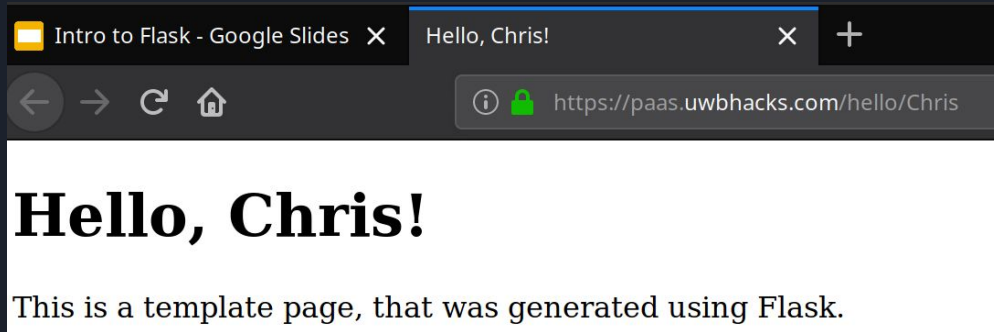 Intro to Flask - Google Slides
Hello, Chris!
https://paas.uwbhacks.com/hello/Chris
Hello, Chris!
This is a template page, that was generated using Flask.